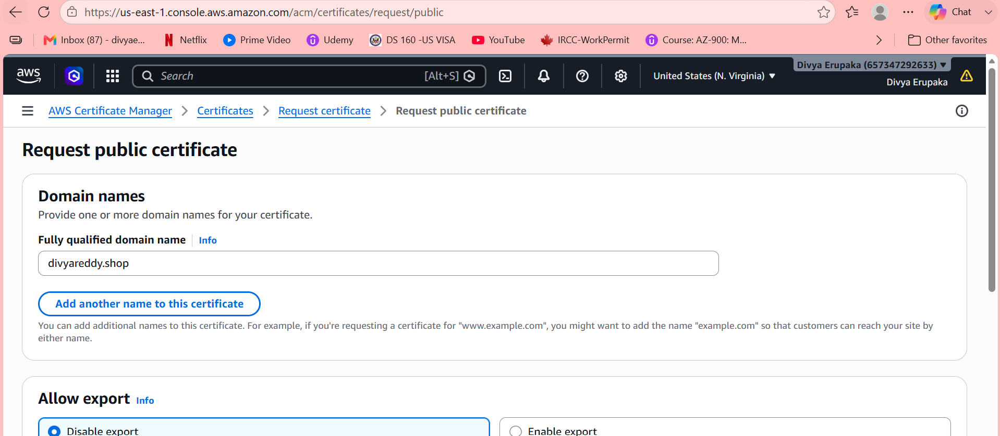 https://us-east-1.console.aws.amazon.com/acm/certificates/request/public
Chat
Inbox (87) - divyae...
Netflix
Prime Video
Udemy
DS 160 -US VISA
YouTube
IRCC-WorkPermit
Course: AZ-900: M...
Other favorites
aws
Search
[Alt+S]
United States (N. Virginia)
Divya Erupaka (657347292633)
Divya Erupaka
AWS Certificate Manager
Certificates
Request certificate
Request public certificate
Request public certificate
Domain names
Provide one or more domain names for your certificate.
Fully qualified domain name
Info
divyareddy.shop
Add another name to this certificate
You can add additional names to this certificate. For example, if you're requesting a certificate for "www.example.com", you might want to add the name "example.com" so that customers can reach your site by
either name.
Allow export
Info
Disable export
Enable export